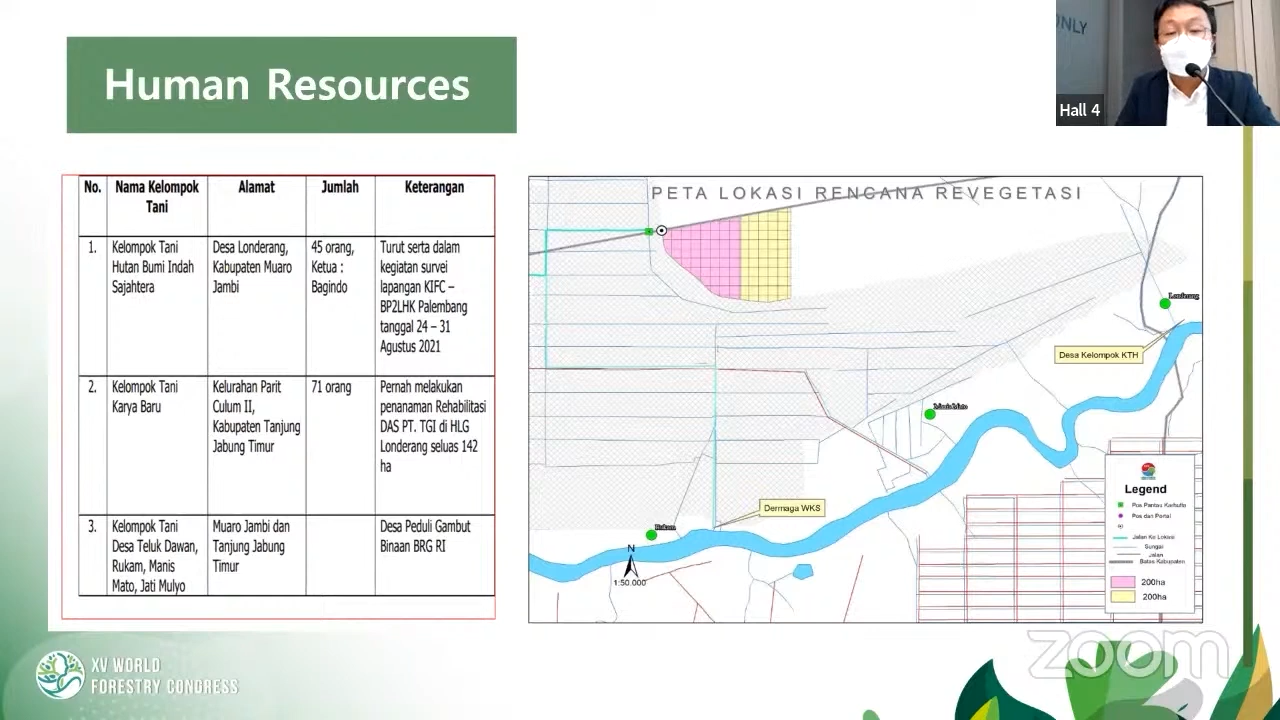 Human Resources
ONLY
Hall 4
No.
Nama Kelompok
Tani
Alamat
Jumlah
Keterangan
1.
Kelompok Tani
Hutan Bumi Indah
Sajahtera
Desa Londerang,
Kabupaten Muaro
Jambi
45 orang,
Ketua :
Bagindo
Turut serta dalam
kegiatan survei
lapangan KIFC –
BP2LHK Palembang
tanggal 24 – 31
Agustus 2021
2.
Kelompok Tani
Karya Baru
Kelurahan Parit
Culum II,
Kabupaten Tanjung
Jabung Timur
71 orang
Pernah melakukan
penanaman Rehabilitasi
DAS PT. TGI di HLG
Londerang seluas 142
ha
3.
Kelompok Tani
Desa Teluk Dawan,
Rukam, Manis
Mato, Jati Mulyo
Muaro Jambi dan
Tanjung Jabung
Timur
Desa Peduli Gambut
Binaan BRG RI
PETA LOKASI RENCANA REVEGETASI
Desa Kelompok KTH
Dermaga WKS
Rukam
N
1:50.000
Legend
Pos Pantau Karhutla
Pos dan Portal
Jalan Ke Lokasi
Sungai
Jalan
Batas Kabupaten
200ha
200ha
XV WORLD
FORESTRY CONGRESS
zoom